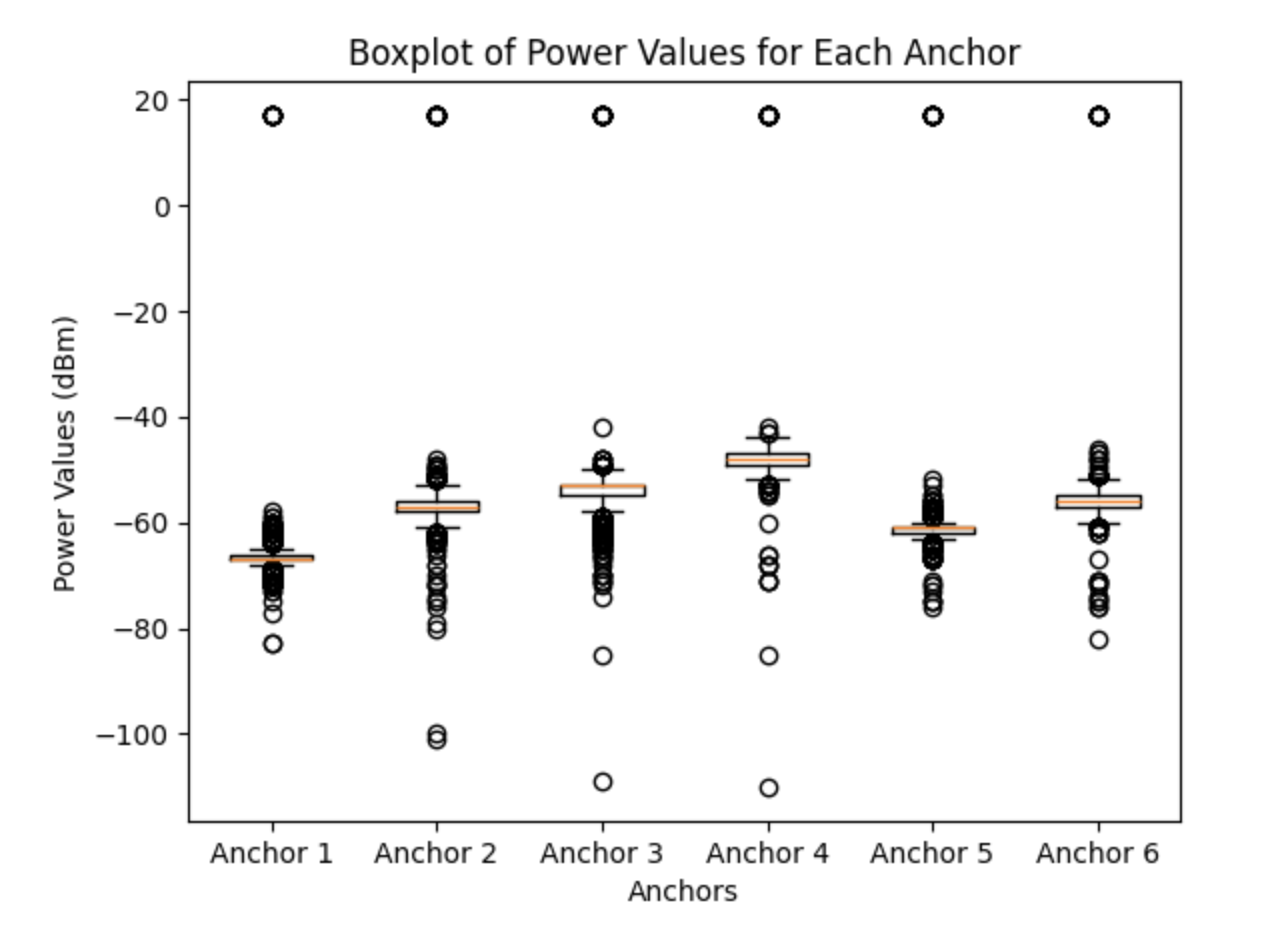 Boxplot of Power Values for Each Anchor
20
0
−20
−40
−60
−80
−100
Power Values (dBm)
Anchor 1 Anchor 2 Anchor 3 Anchor 4 Anchor 5 Anchor 6
Anchors